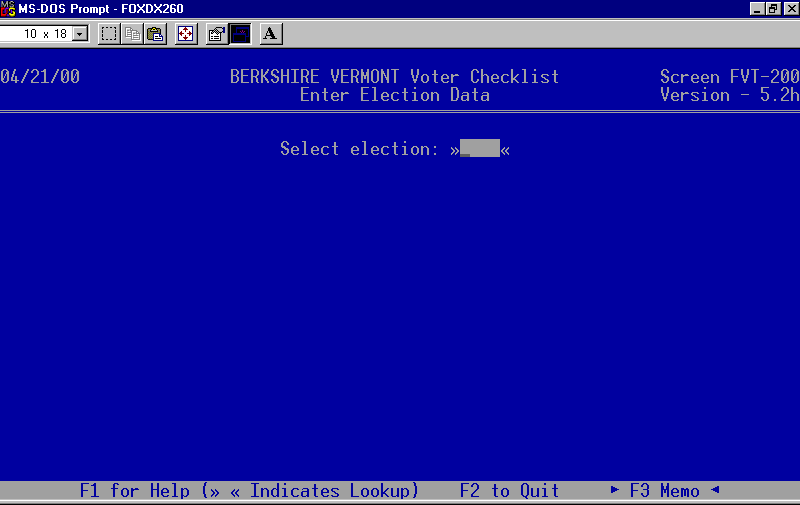 MS-DOS Prompt - FOXDX260
10 x 18 A
04/21/00 BERKSHIRE VERMONT Voter Checklist Screen FVT-200
Enter Election Data Version - 5.2h
Select election: » «
F1 for Help (» « Indicates Lookup) F2 to Quit ► F3 Memo ◄